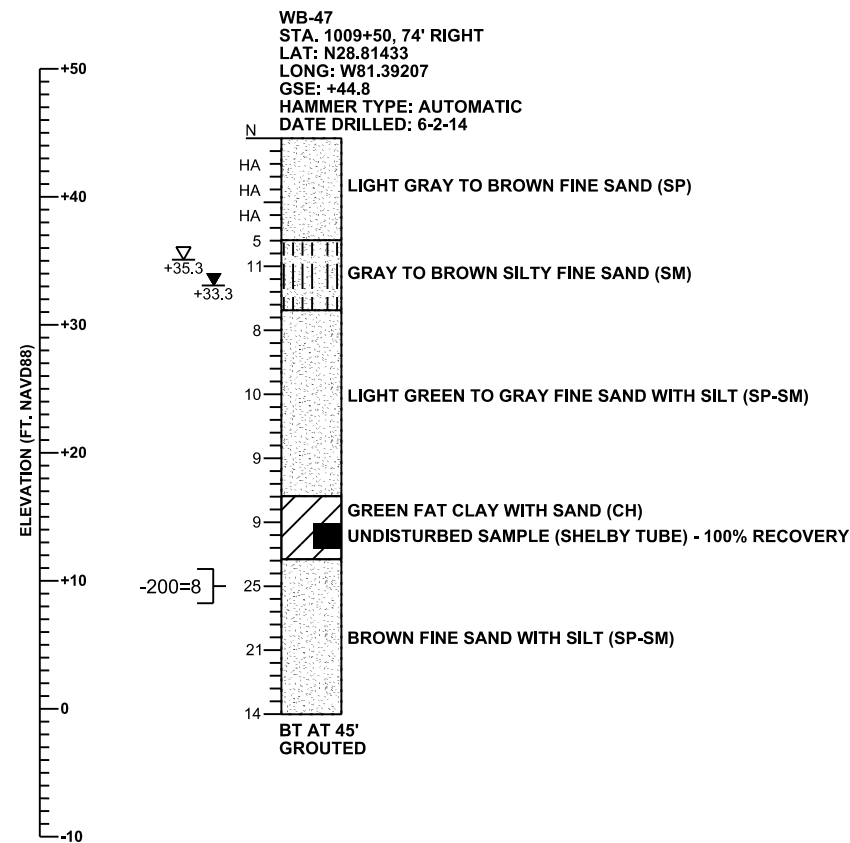 WB-47
STA. 1009+50, 74' RIGHT
LAT: N28.81433
LONG: W81.39207
GSE: +44.8
HAMMER TYPE: AUTOMATIC
DATE DRILLED: 6-2-14
+50
N
HA
LIGHT GRAY TO BROWN FINE SAND (SP)
HA
+40
HA
5
+35.3
11
GRAY TO BROWN SILTY FINE SAND (SM)
+33.3
+30
8
ELEVATION (FT. NAVD88)
10
LIGHT GREEN TO GRAY FINE SAND WITH SILT (SP-SM)
+20
9
GREEN FAT CLAY WITH SAND (CH)
9
UNDISTURBED SAMPLE (SHELBY TUBE) - 100% RECOVERY
+10
-200=8
25
BROWN FINE SAND WITH SILT (SP-SM)
21
0
14
BT AT 45'
GROUTED
-10